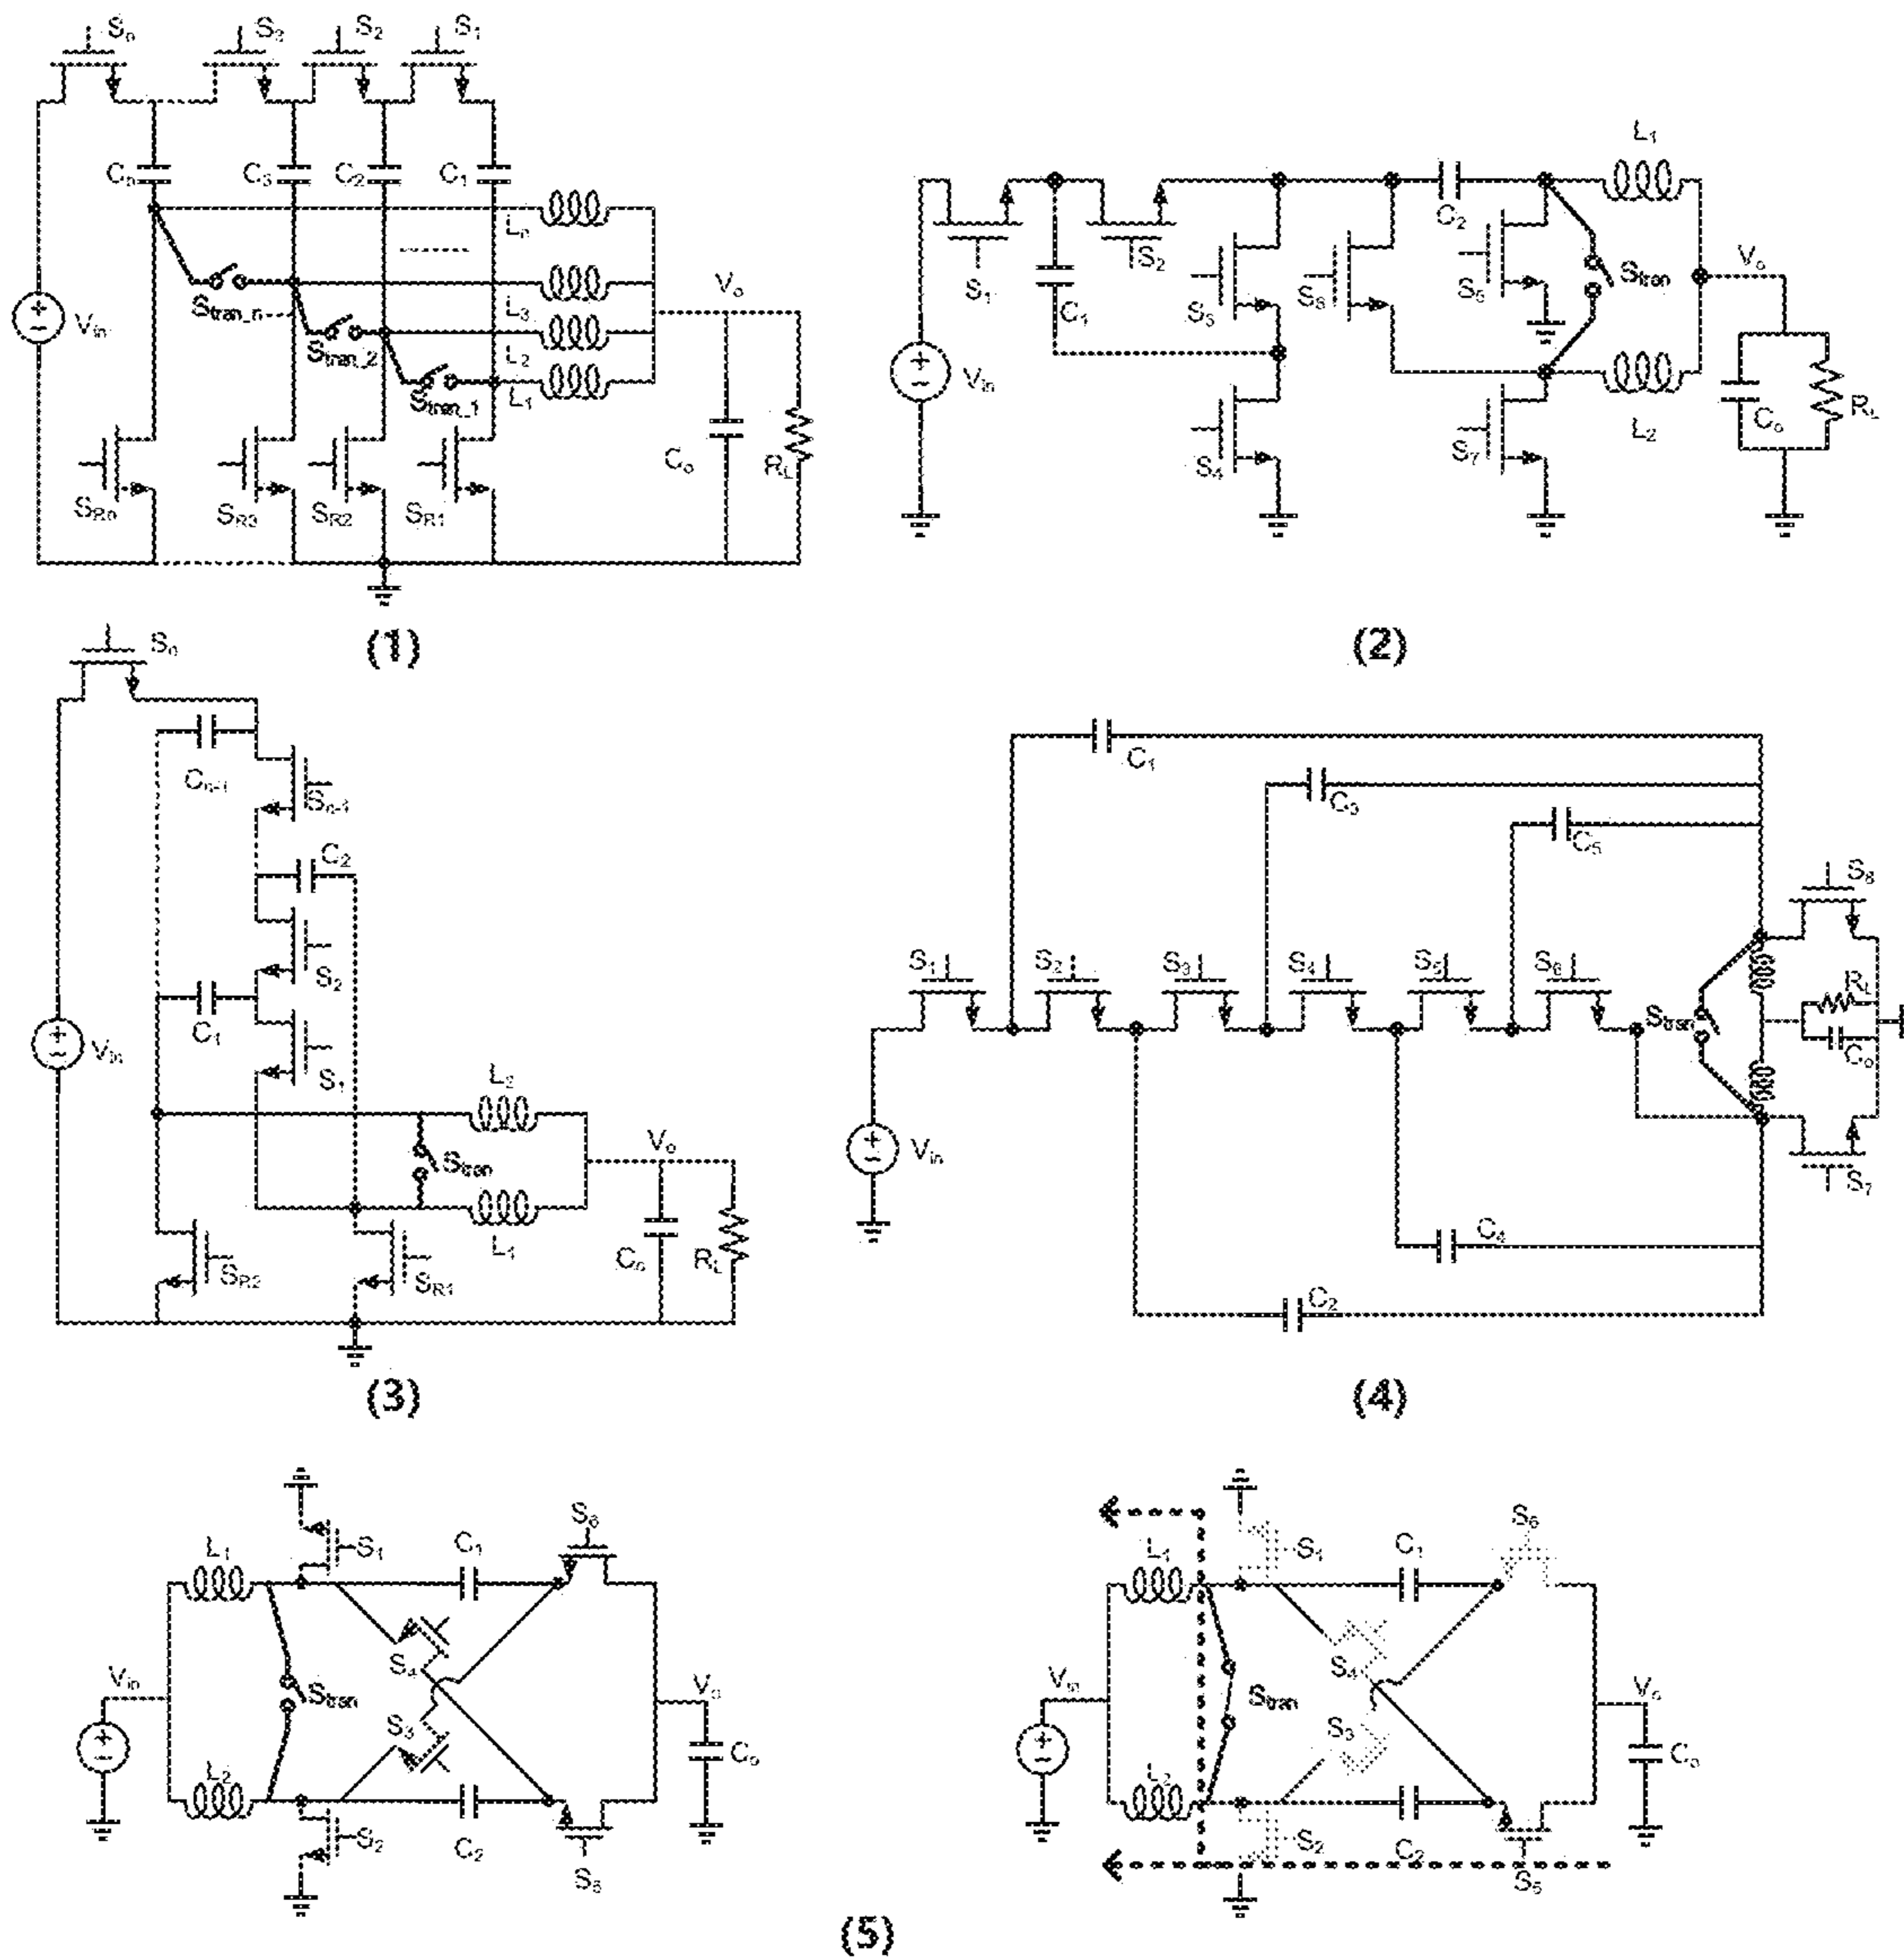 Sₙ S₃ S₂ S₁
Cₙ C₃ C₂ C₁
Lₙ
Stran_n
L₃
Vₒ
Vin
Stran_2
L₂
Stran_1
L₁
Cₒ RL
SRn SR3 SR2 SR1
(1)
L₁
C₂
S₁ S₂ S₅ Stran Vₒ
C₁ S₃ S₆
Vin
S₄ S₇ L₂ Cₒ RL
(2)
Sₙ
Cₙ₋₁
Sₙ₋₁
C₂
S₂
C₁
Vin S₁
L₂
Stran Vₒ
L₁
SR2 SR1 Cₒ RL
(3)
C₁
C₃
C₅
S₈
S₁ S₂ S₃ S₄ S₅ S₆
RL
Stran
Cₒ
Vin
S₇
C₄
C₂
(4)
L₁ S₁ C₁ S₆
S₄
Vin Stran Vₒ
S₃
Cₒ
L₂ S₂ C₂ S₅
L₁ S₁ C₁ S₆
S₄
Vin Stran Vₒ
S₃
Cₒ
L₂ S₂ C₂ S₅
(5)